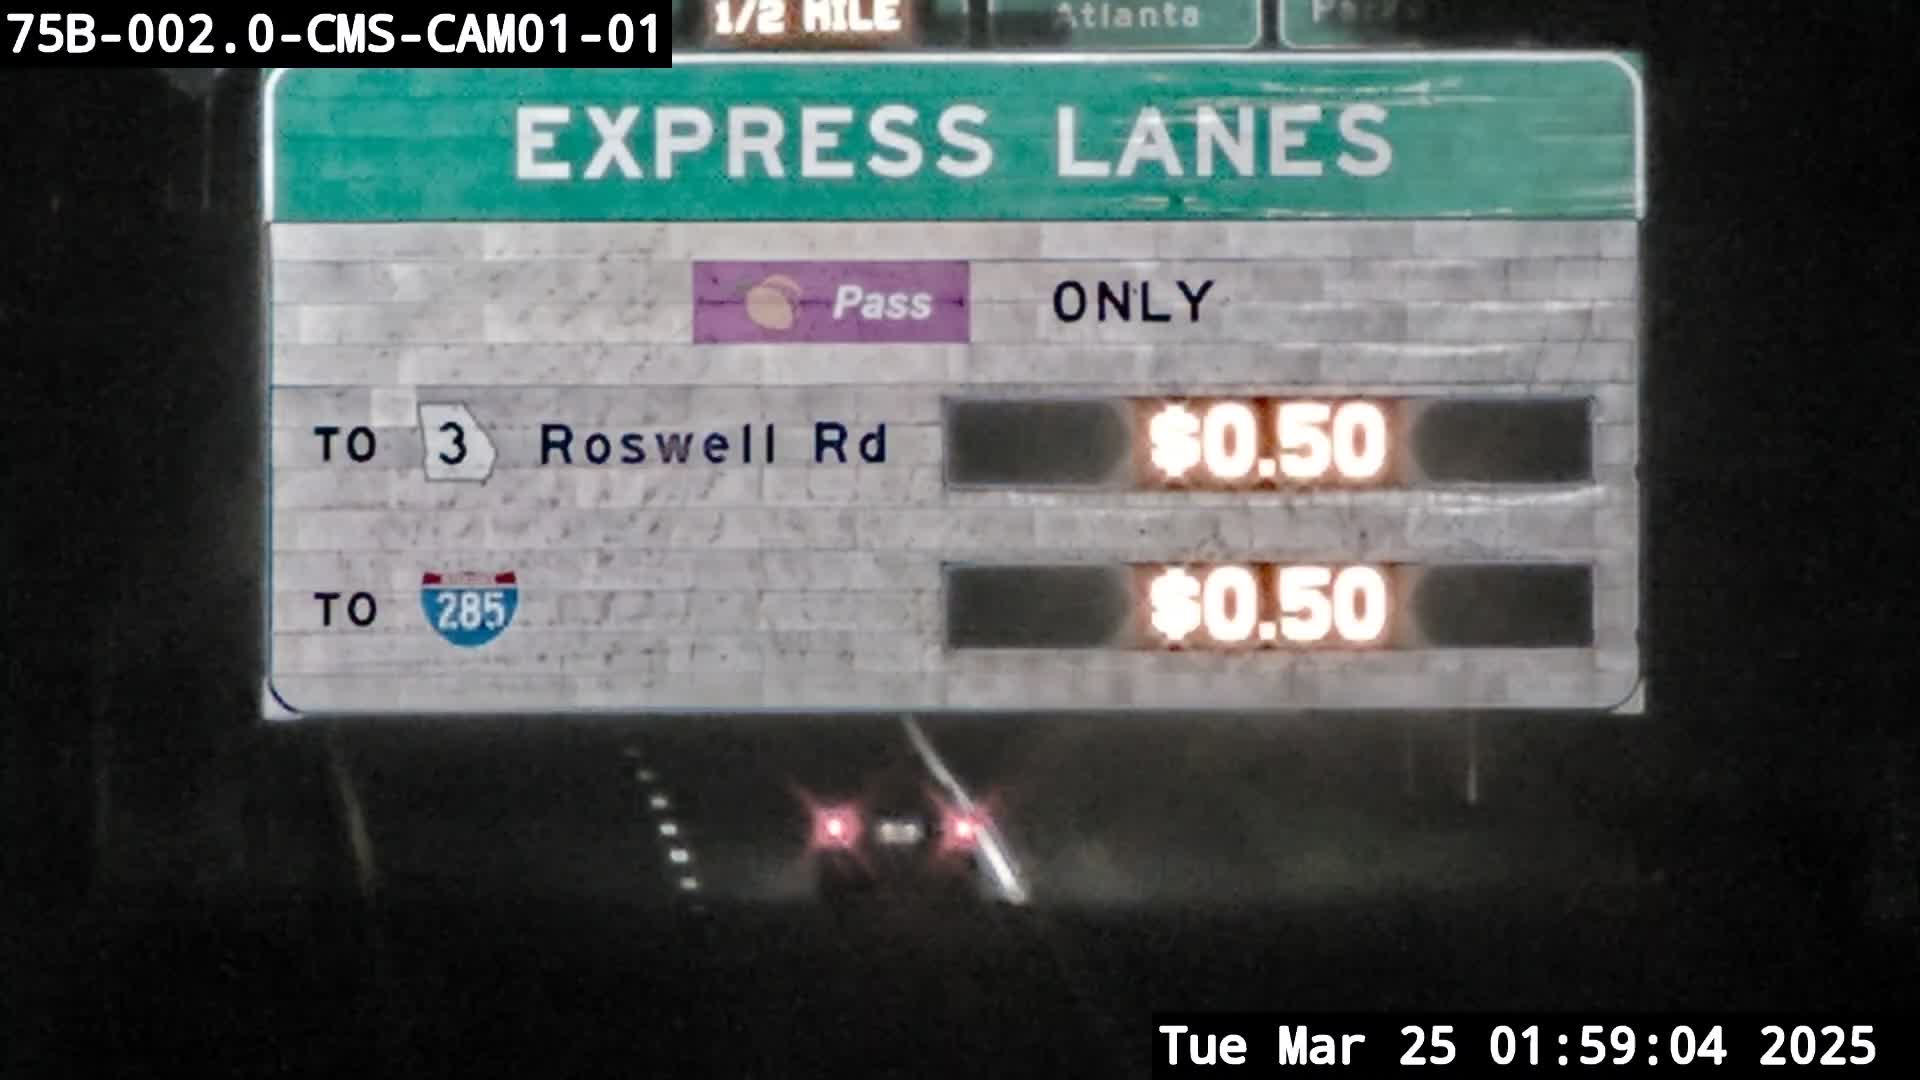 75B-002.0-CMS-CAM01-01
1/2 MILE
Atlanta
EXPRESS LANES
Pass ONLY
TO 3 Roswell Rd $0.50
TO 285 $0.50
Tue Mar 25 01:59:04 2025